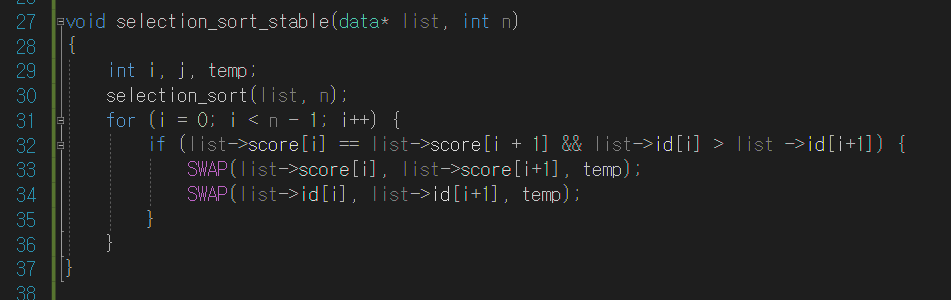 27 void selection_sort_stable(data* list, int n)
28 {
29 int i, j, temp;
30 selection_sort(list, n);
31 for (i = 0; i < n - 1; i++) {
32 if (list->score[i] == list->score[i + 1] && list->id[i] > list ->id[i+1]) {
33 SWAP(list->score[i], list->score[i+1], temp);
34 SWAP(list->id[i], list->id[i+1], temp);
35 }
36 }
37 }
38